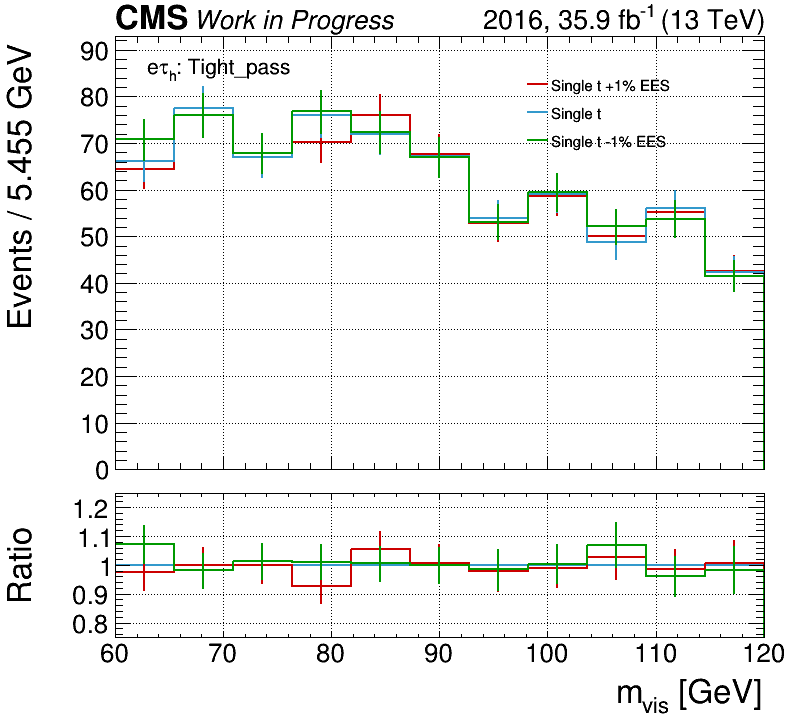 CMS Work in Progress 2016, 35.9 fb⁻¹ (13 TeV)
eτₕ: Tight_pass
Single t +1% EES
Single t
Single t -1% EES
Events / 5.455 GeV
90
80
70
60
50
40
30
20
10
0
Ratio
1.2
1.1
1
0.9
0.8
60 70 80 90 100 110 120
m_vis [GeV]